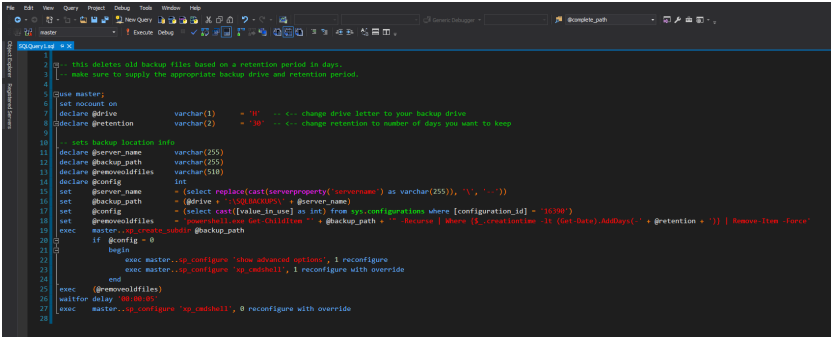 File Edit View Query Project Debug Tools Window Help
New Query Generic Debugger @complete_path
master Execute Debug
SQLQuery1.sql
Object Explorer
Registered Servers
1
2 -- this deletes old backup files based on a retention period in days.
3 -- make sure to supply the appropriate backup drive and retention period.
4
5 use master;
6 set nocount on
7 declare @drive varchar(1) = 'H' -- <-- change drive letter to your backup drive
8 declare @retention varchar(2) = '30' -- <-- change retention to number of days you want to keep
9
10 -- sets backup location info
11 declare @server_name varchar(255)
12 declare @backup_path varchar(255)
13 declare @removeoldfiles varchar(510)
14 declare @config int
15 set @server_name = (select replace(cast(serverproperty('servername') as varchar(255)), '\', '--'))
16 set @backup_path = (@drive + ':\SQLBACKUPS\' + @server_name)
17 set @config = (select cast([value_in_use] as int) from sys.configurations where [configuration_id] = '16390')
18 set @removeoldfiles = 'powershell.exe Get-ChildItem "' + @backup_path + '" -Recurse | Where {$_.creationtime -lt (Get-Date).AddDays(-' + @retention + ')} | Remove-Item -Force'
19 exec master..xp_create_subdir @backup_path
20 if @config = 0
21 begin
22 exec master..sp_configure 'show advanced options', 1 reconfigure
23 exec master..sp_configure 'xp_cmdshell', 1 reconfigure with override
24 end
25 exec (@removeoldfiles)
26 waitfor delay '00:00:05'
27 exec master..sp_configure 'xp_cmdshell', 0 reconfigure with override
28